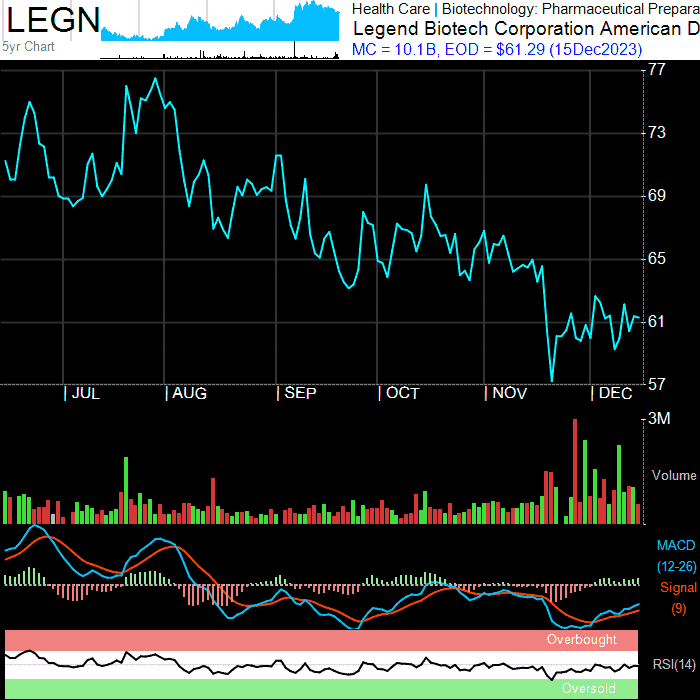 LEGN
5yr Chart
Health Care | Biotechnology: Pharmaceutical Prepara
Legend Biotech Corporation American D
MC = 10.1B, EOD = $61.29 (15Dec2023)
77
73
69
65
61
57
| JUL | AUG | SEP | OCT | NOV | DEC
3M
Volume
MACD
(12-26)
Signal
(9)
Overbought
RSI(14)
Oversold